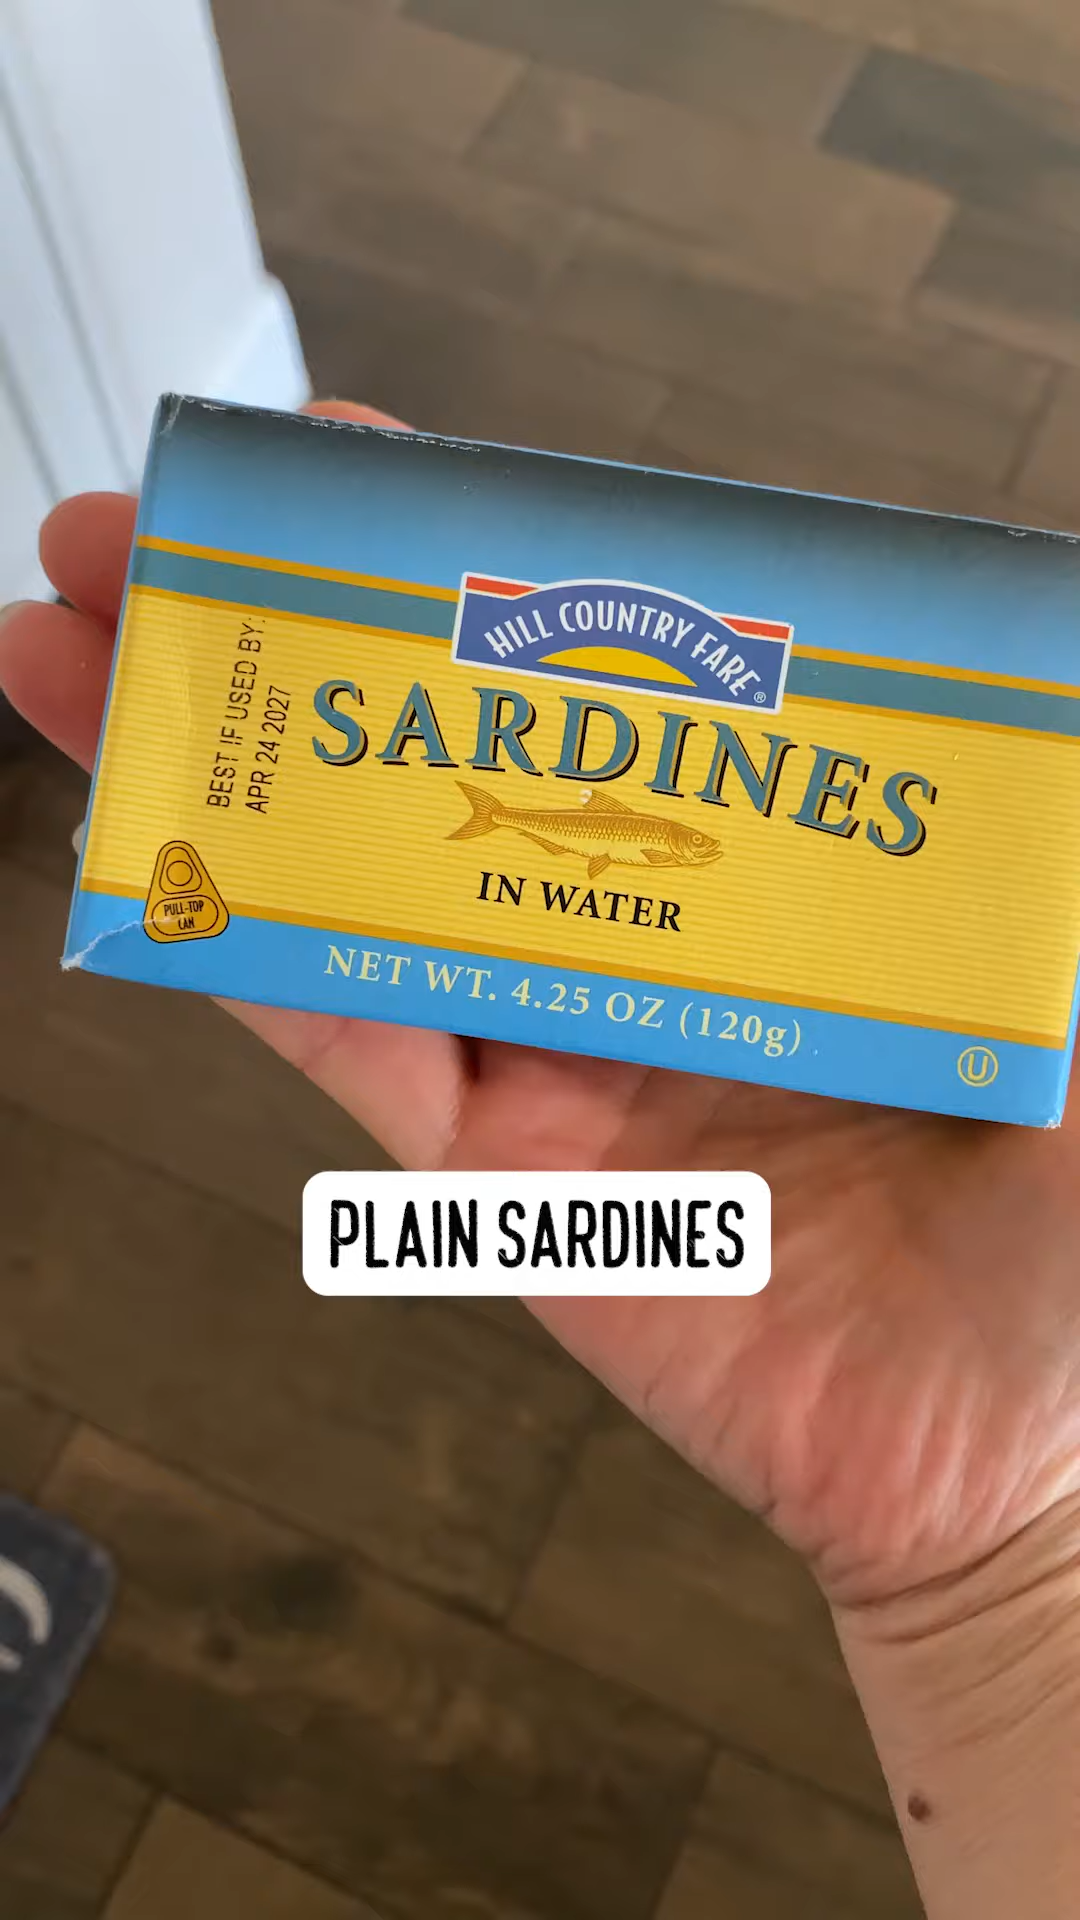 HILL COUNTRY FARE®
SARDINES
BEST IF USED BY:
APR 24 2027
IN WATER
PULL-TOP
CAN
NET WT. 4.25 OZ (120g)
U
PLAIN SARDINES